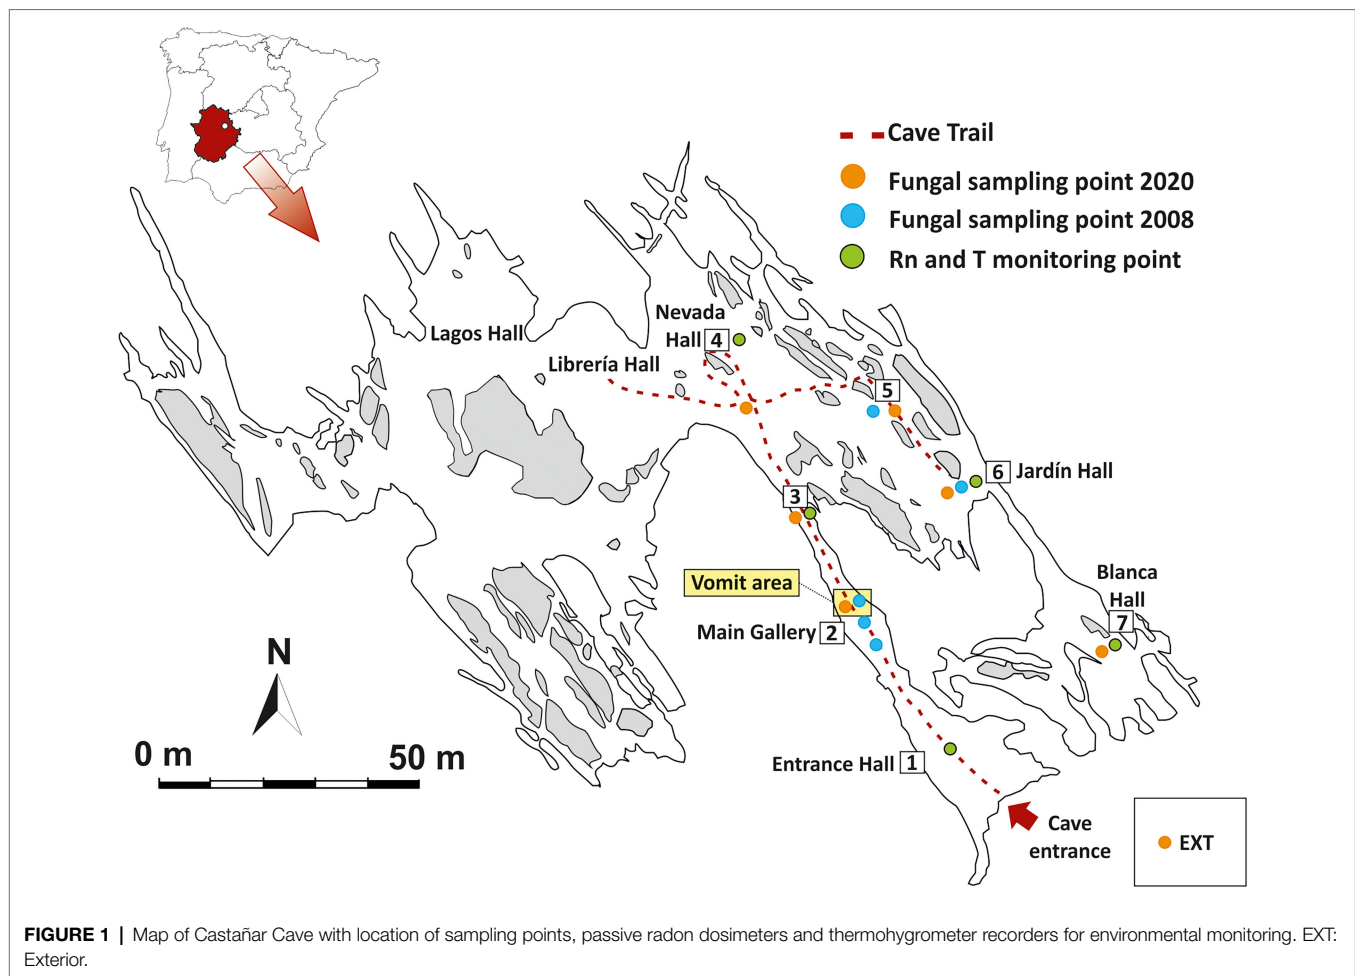 Cave Trail
Fungal sampling point 2020
Fungal sampling point 2008
Rn and T monitoring point
Nevada
Hall 4
Lagos Hall
Librería Hall
5
6 Jardín Hall
3
Vomit area
Blanca
Hall
7
Main Gallery 2
N
0 m 50 m
Entrance Hall 1
Cave
entrance
EXT
FIGURE 1 | Map of Castañar Cave with location of sampling points, passive radon dosimeters and thermohygrometer recorders for environmental monitoring. EXT:
Exterior.